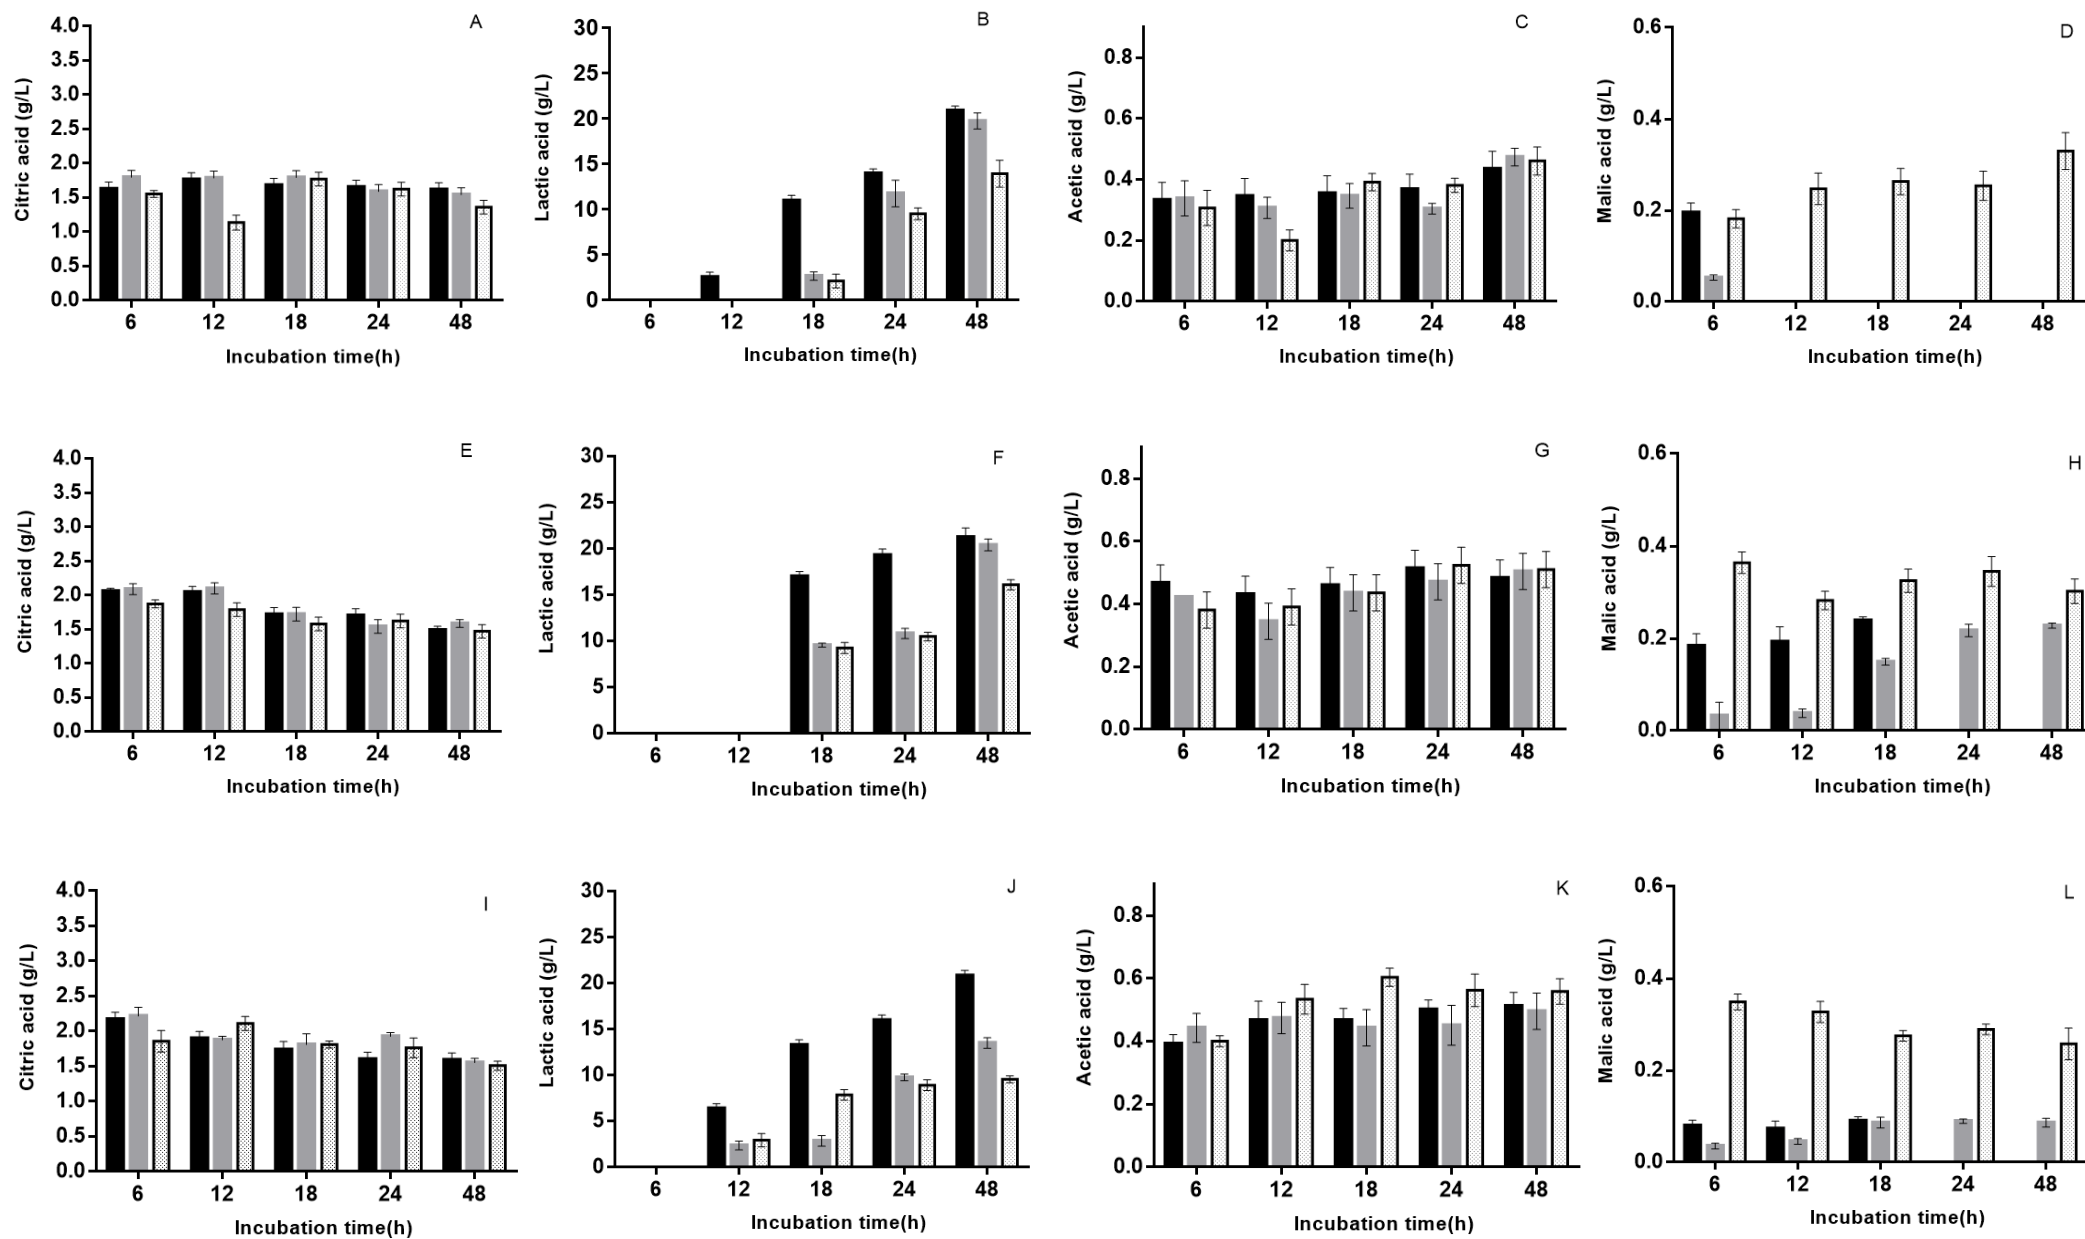 A
Citric acid (g/L)
4.0
3.5
3.0
2.5
2.0
1.5
1.0
0.5
0.0
6 12 18 24 48
Incubation time(h)
B
Lactic acid (g/L)
30
25
20
15
10
5
0
6 12 18 24 48
Incubation time(h)
C
Acetic acid (g/L)
0.8
0.6
0.4
0.2
0.0
6 12 18 24 48
Incubation time(h)
D
Malic acid (g/L)
0.6
0.4
0.2
0.0
6 12 18 24 48
Incubation time(h)
E
Citric acid (g/L)
4.0
3.5
3.0
2.5
2.0
1.5
1.0
0.5
0.0
6 12 18 24 48
Incubation time(h)
F
Lactic acid (g/L)
30
25
20
15
10
5
0
6 12 18 24 48
Incubation time(h)
G
Acetic acid (g/L)
0.8
0.6
0.4
0.2
0.0
6 12 18 24 48
Incubation time(h)
H
Malic acid (g/L)
0.6
0.4
0.2
0.0
6 12 18 24 48
Incubation time(h)
I
Citric acid (g/L)
4.0
3.5
3.0
2.5
2.0
1.5
1.0
0.5
0.0
6 12 18 24 48
Incubation time(h)
J
Lactic acid (g/L)
30
25
20
15
10
5
0
6 12 18 24 48
Incubation time(h)
K
Acetic acid (g/L)
0.8
0.6
0.4
0.2
0.0
6 12 18 24 48
Incubation time(h)
L
Malic acid (g/L)
0.6
0.4
0.2
0.0
6 12 18 24 48
Incubation time(h)